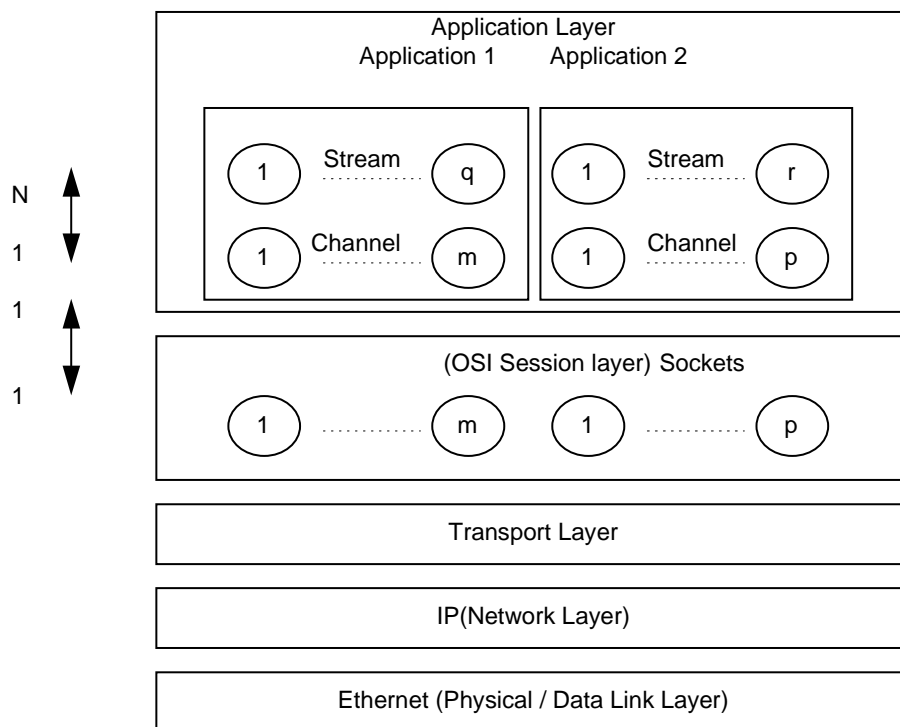 Application Layer
Application 1 Application 2
1 Stream q 1 Stream r
N
1 Channel m 1 Channel p
1
1
1
(OSI Session layer) Sockets
1 m 1 p
Transport Layer
IP(Network Layer)
Ethernet (Physical / Data Link Layer)